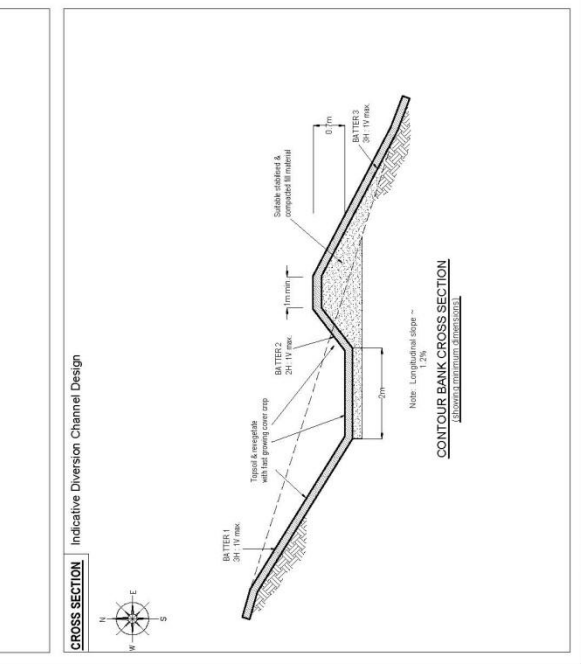 CROSS SECTION
Indicative Diversion Channel Design
N
E
S
W
BATTER 1
3H : 1V max.
Topsoil & revegetate
with fast growing cover crop
BATTER 2
2H : 1V max.
1m min.
Suitable stabilised &
compacted fill material
0.7m
BATTER 3
3H : 1V max.
2m
Note: Longitudinal slope ~
1.2%
CONTOUR BANK CROSS SECTION
(showing minimum dimensions)